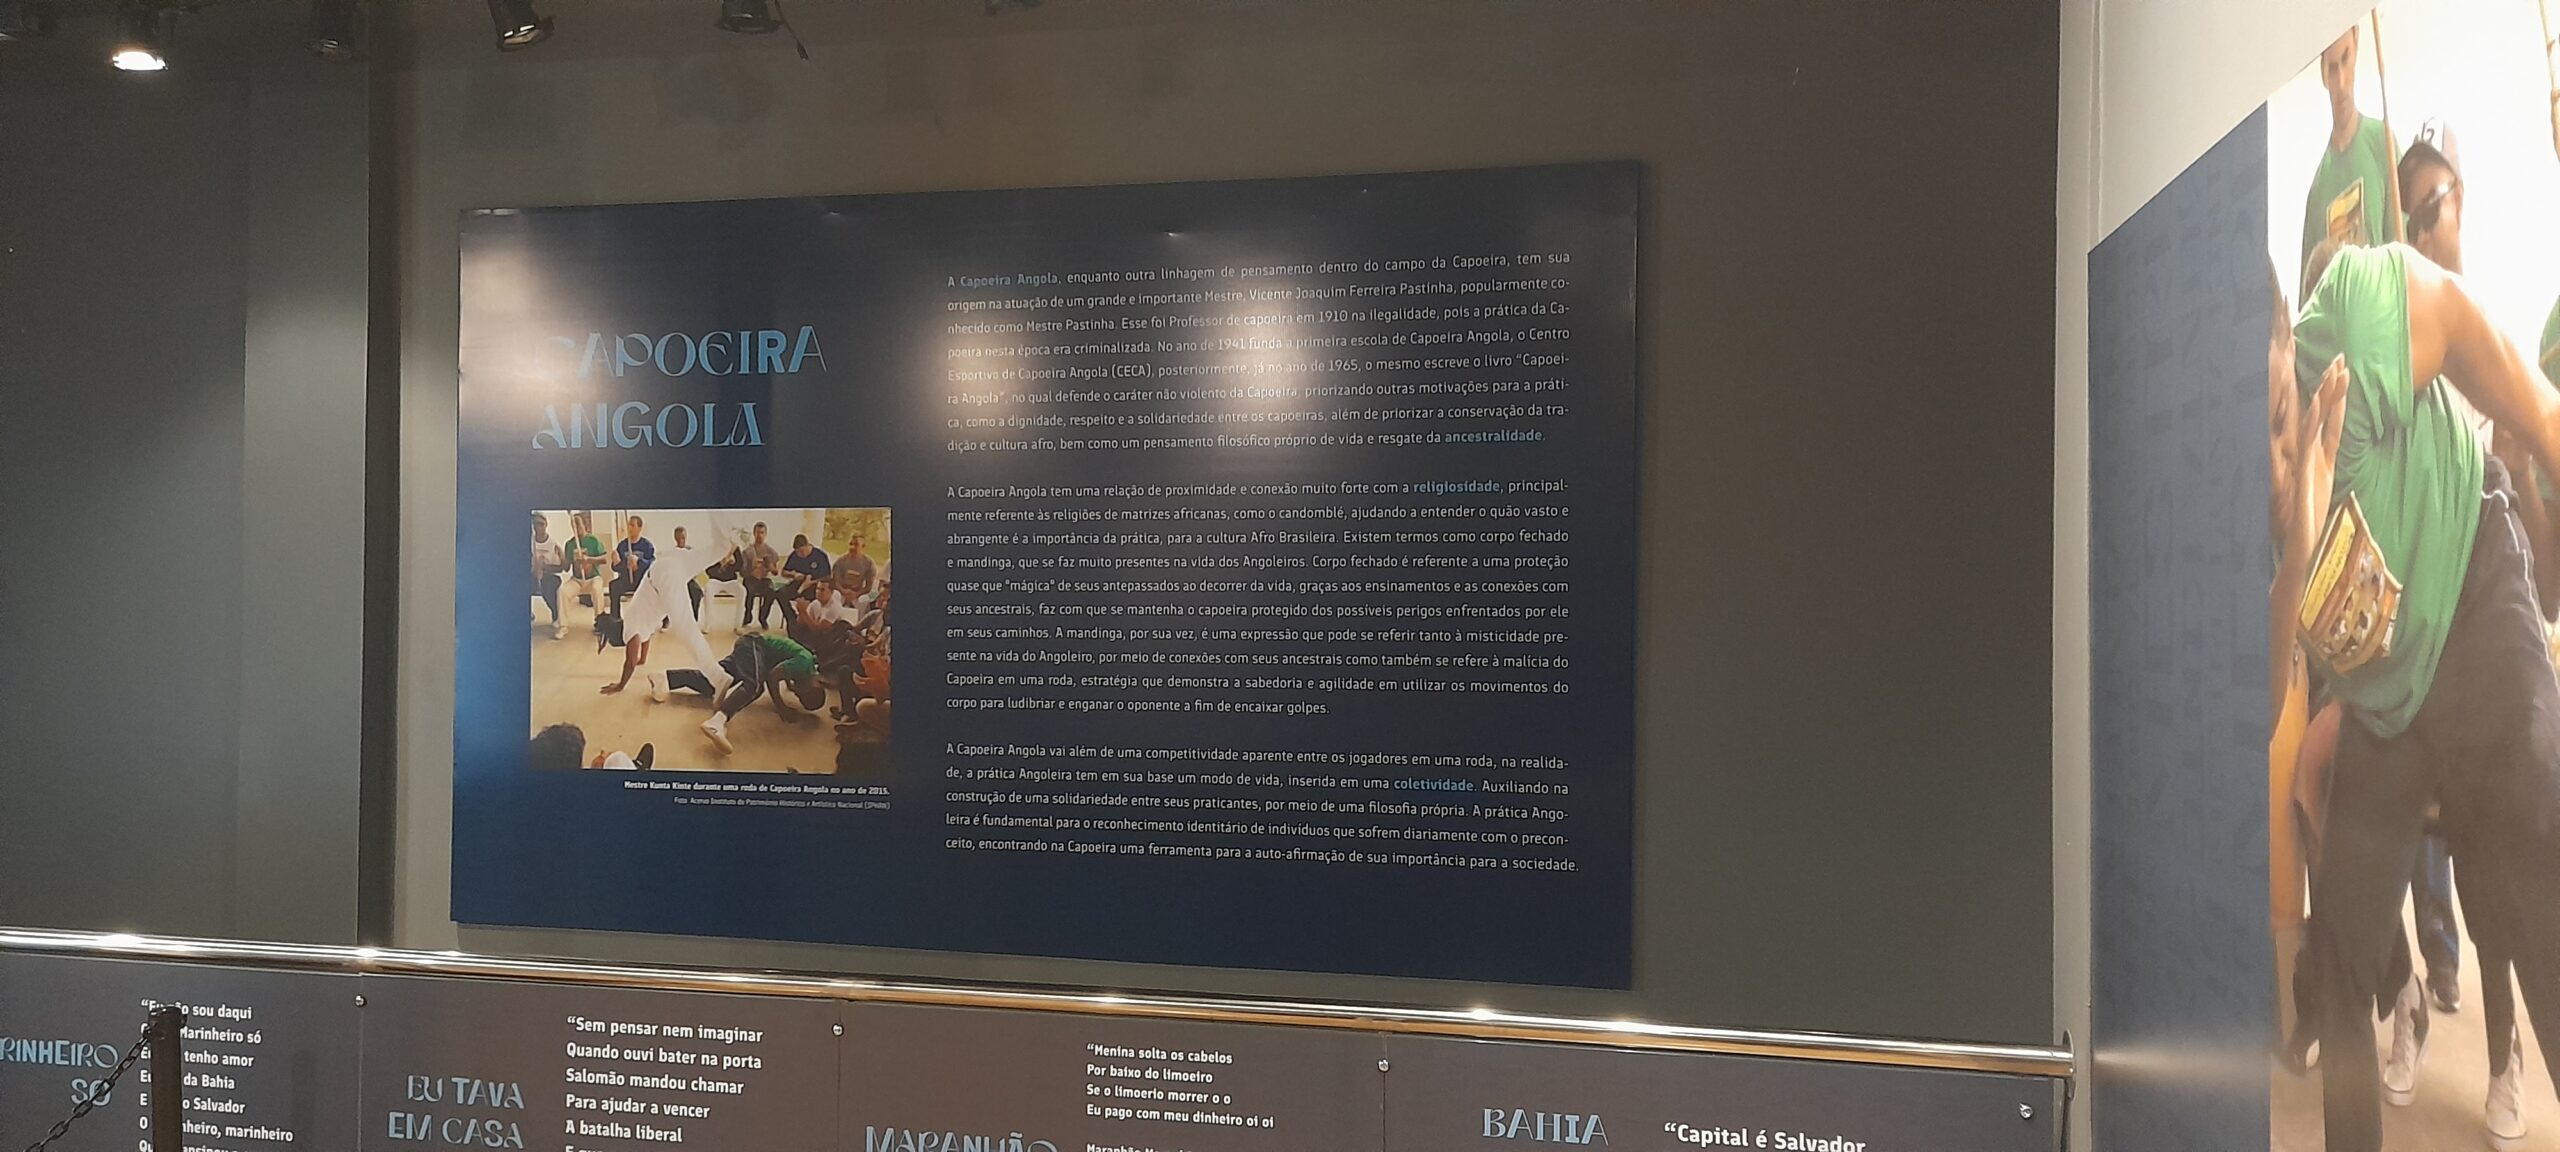 CAPOEIRA
ANGOLA
A Capoeira Angola, enquanto outra linhagem de pensamento dentro do campo da Capoeira, tem sua
origem na atuação de um grande e importante Mestre, Vicente Joaquim Ferreira Pastinha, popularmente co-
nhecido como Mestre Pastinha. Esse foi Professor de capoeira em 1910 na ilegalidade, pois a prática da Ca-
poeira nesta época era criminalizada. No ano de 1941 funda a primeira escola de Capoeira Angola, o Centro
Esportivo de Capoeira Angola (CECA), posteriormente, já no ano de 1965, o mesmo escreve o livro “Capoei-
ra Angola”, no qual defende o caráter não violento da Capoeira, priorizando outras motivações para a práti-
ca, como a dignidade, respeito e a solidariedade entre os capoeiras, além de priorizar a conservação da tra-
dição e cultura afro, bem como um pensamento filosófico próprio de vida e resgate da ancestralidade.
A Capoeira Angola tem uma relação de proximidade e conexão muito forte com a religiosidade, principal-
mente referente às religiões de matrizes africanas, como o candomblé, ajudando a entender o quão vasto e
abrangente é a importância da prática, para a cultura Afro Brasileira. Existem termos como corpo fechado
e mandinga, que se faz muito presentes na vida dos Angoleiros. Corpo fechado é referente a uma proteção
quase que "mágica" de seus antepassados ao decorrer da vida, graças aos ensinamentos e as conexões com
seus ancestrais, faz com que se mantenha o capoeira protegido dos possíveis perigos enfrentados por ele
em seus caminhos. A mandinga, por sua vez, é uma expressão que pode se referir tanto à misticidade pre-
sente na vida do Angoleiro, por meio de conexões com seus ancestrais como também se refere à malícia do
Capoeira em uma roda, estratégia que demonstra a sabedoria e agilidade em utilizar os movimentos do
corpo para ludibriar e enganar o oponente a fim de encaixar golpes.
A Capoeira Angola vai além de uma competitividade aparente entre os jogadores em uma roda, na realida-
de, a prática Angoleira tem em sua base um modo de vida, inserida em uma coletividade. Auxiliando na
construção de uma solidariedade entre seus praticantes, por meio de uma filosofia própria. A prática Ango-
leira é fundamental para o reconhecimento identitário de indivíduos que sofrem diariamente com o precon-
ceito, encontrando na Capoeira uma ferramenta para a auto-afirmação de sua importância para a sociedade.
Mestre Kunta Kinte durante uma roda de Capoeira Angola no ano de 2015.
Foto: Acervo Instituto do Patrimônio Histórico e Artístico Nacional (IPHAN)
RINHEIRO
SÓ
sou daqui
Marinheiro só
tenho amor
da Bahia
E o Salvador
marinheiro
EU TAVA
EM CASA
“Sem pensar nem imaginar
Quando ouvi bater na porta
Salomão mandou chamar
Para ajudar a vencer
A batalha liberal
MARANHÃO
“Menina solta os cabelos
Por baixo do limoeiro
Se o limoerio morrer o o
Eu pago com meu dinheiro oi oi
BAHIA
“Capital é Salvador